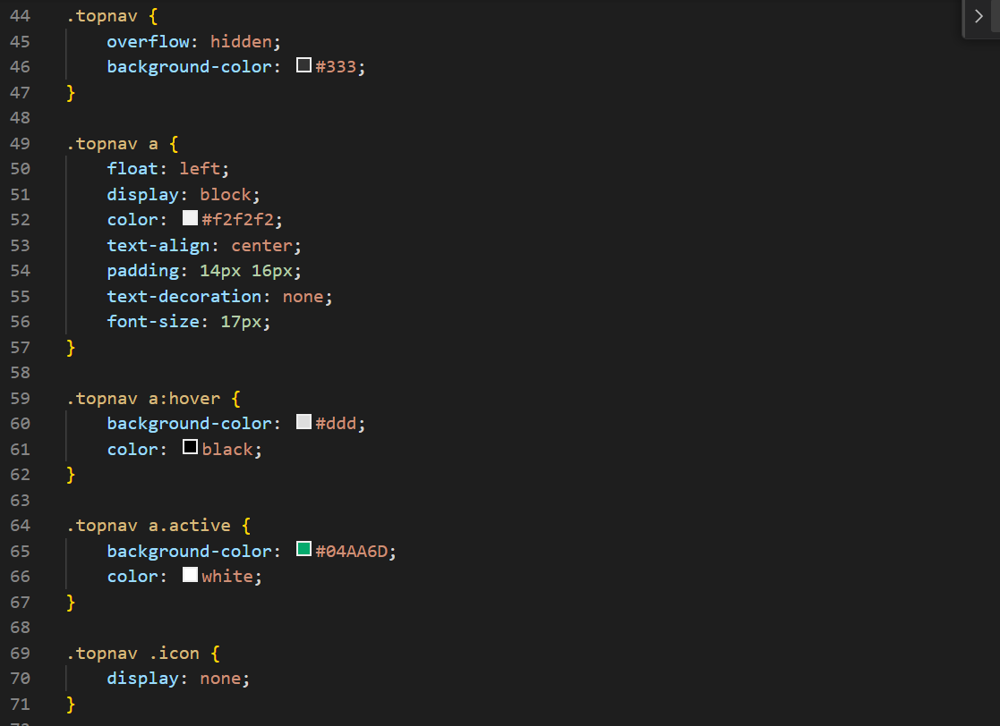 44 .topnav {
45     overflow: hidden;
46     background-color: #333;
47 }
48
49 .topnav a {
50     float: left;
51     display: block;
52     color: #f2f2f2;
53     text-align: center;
54     padding: 14px 16px;
55     text-decoration: none;
56     font-size: 17px;
57 }
58
59 .topnav a:hover {
60     background-color: #ddd;
61     color: black;
62 }
63
64 .topnav a.active {
65     background-color: #04AA6D;
66     color: white;
67 }
68
69 .topnav .icon {
70     display: none;
71 }